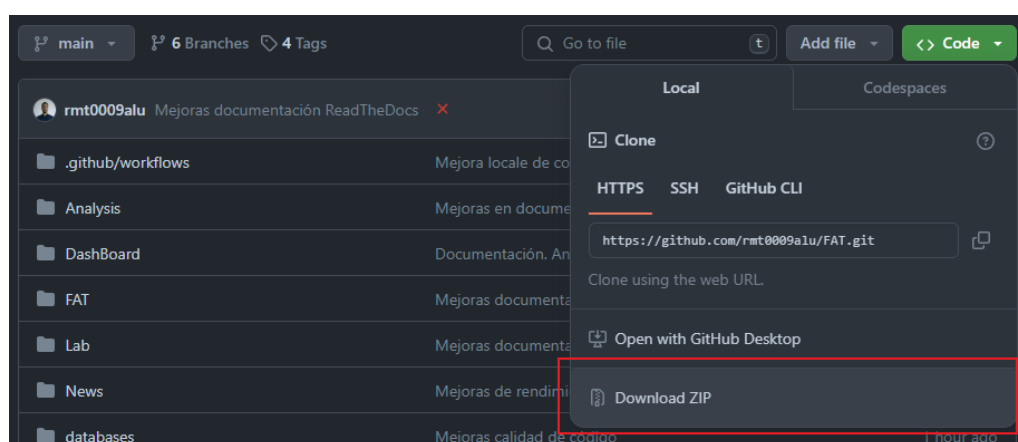 main 6 Branches 4 Tags Go to file t Add file <> Code
Local Codespaces
rmt0009alu Mejoras documentación ReadTheDocs
Clone
.github/workflows Mejora locale de co
HTTPS SSH GitHub CLI
Analysis Mejoras en docume
https://github.com/rmt0009alu/FAT.git
DashBoard Documentación. An
Clone using the web URL.
FAT Mejoras documenta
Open with GitHub Desktop
Lab Mejoras documenta
News Mejoras de rendimi
Download ZIP
databases Mejoras calidad de código 1 hour ago